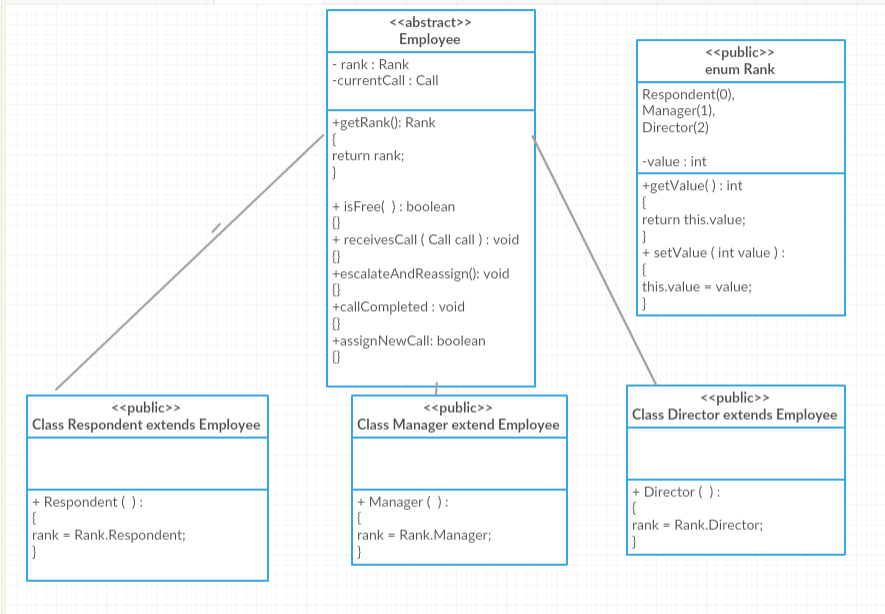 <<abstract>>
Employee
- rank : Rank
-currentCall : Call
+getRank(): Rank
{
return rank;
}
+ isFree( ) : boolean
{}
+ receivesCall ( Call call ) : void
{}
+escalateAndReassign(): void
{}
+callCompleted : void
{}
+assignNewCall: boolean
{}
<<public>>
enum Rank
Respondent(0),
Manager(1),
Director(2)
-value : int
+getValue( ) : int
{
return this.value;
}
+ setValue ( int value ) :
{
this.value = value;
}
<<public>>
Class Respondent extends Employee
+ Respondent ( ) :
{
rank = Rank.Respondent;
}
<<public>>
Class Manager extend Employee
+ Manager ( ) :
{
rank = Rank.Manager;
}
<<public>>
Class Director extends Employee
+ Director ( ) :
{
rank = Rank.Director;
}